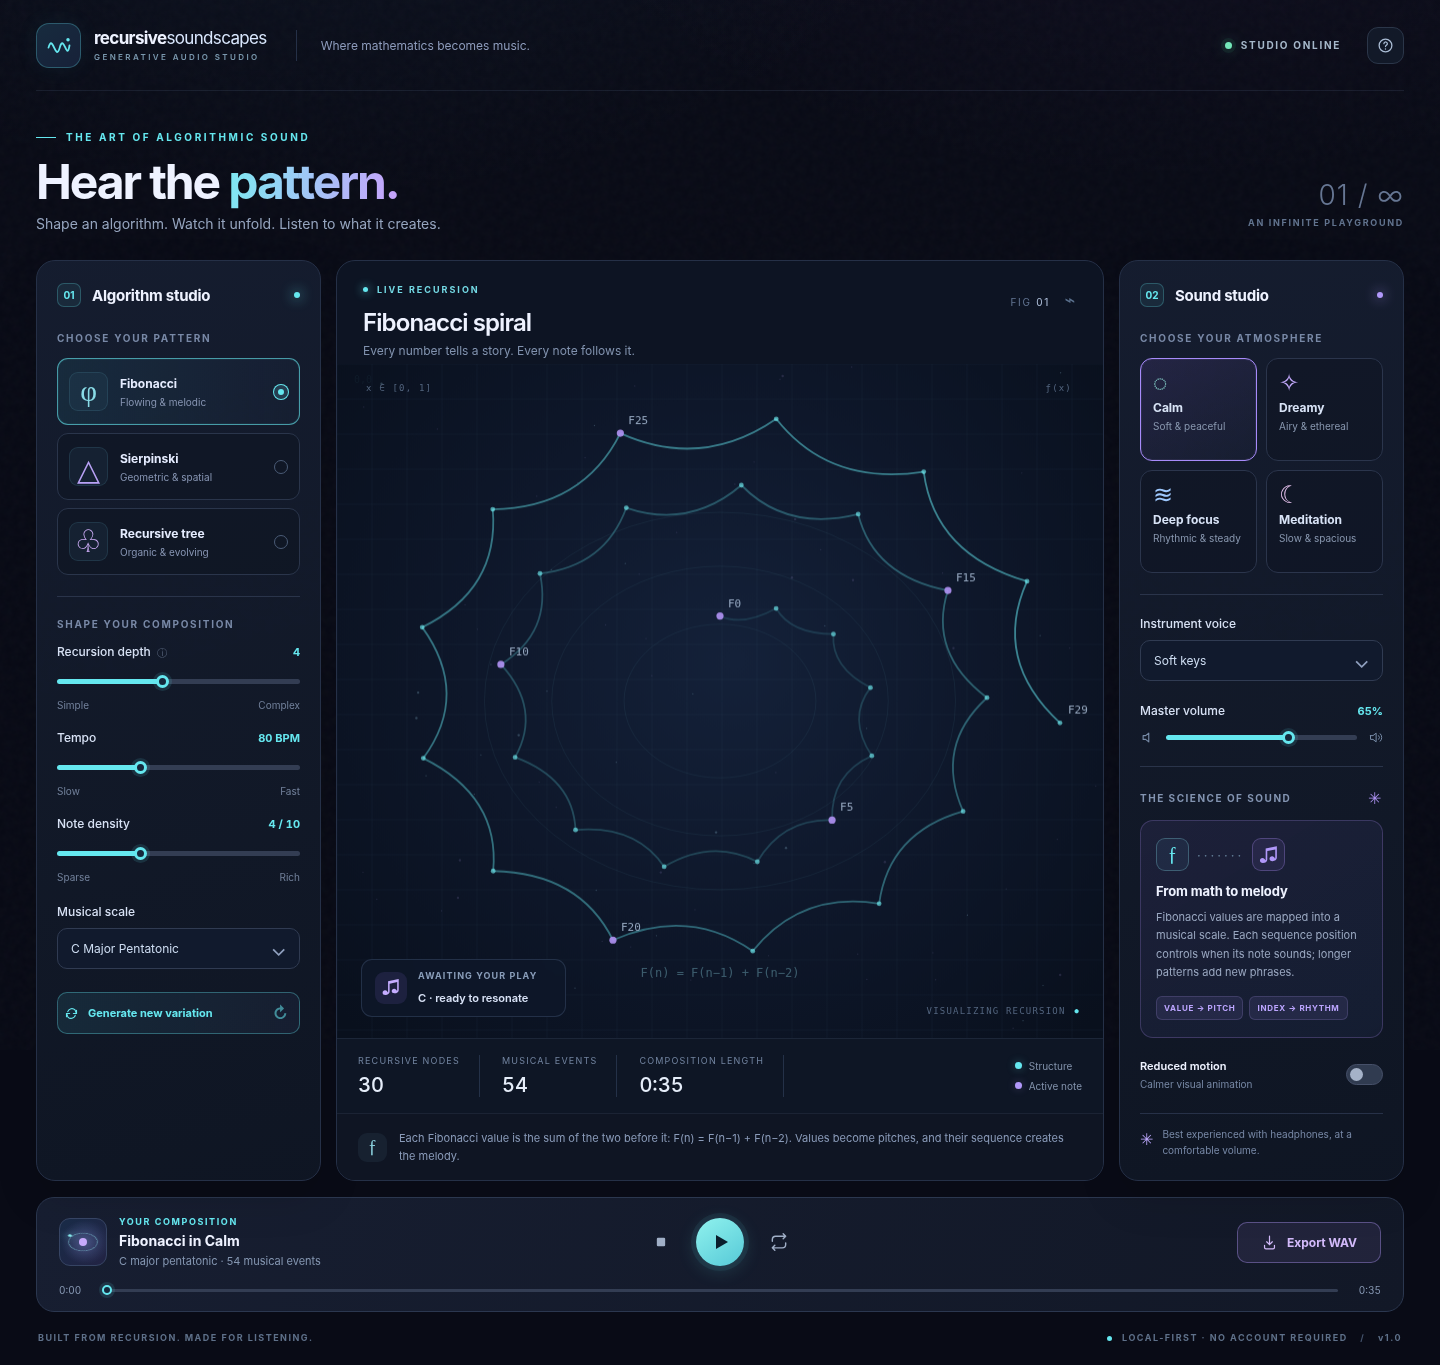 recursivesoundscapes
GENERATIVE AUDIO STUDIO
Where mathematics becomes music.
STUDIO ONLINE
THE ART OF ALGORITHMIC SOUND
Hear the pattern.
Shape an algorithm. Watch it unfold. Listen to what it creates.
01 / ∞
AN INFINITE PLAYGROUND
01 Algorithm studio
CHOOSE YOUR PATTERN
φ
Fibonacci
Flowing & melodic
Sierpinski
Geometric & spatial
Recursive tree
Organic & evolving
SHAPE YOUR COMPOSITION
Recursion depth ⓘ 4
Simple Complex
Tempo 80 BPM
Slow Fast
Note density 4 / 10
Sparse Rich
Musical scale
C Major Pentatonic
Generate new variation
LIVE RECURSION
Fibonacci spiral
Every number tells a story. Every note follows it.
FIG 01
x È [0, 1]
ƒ(x)
F25
F15
F0
F10
F29
F5
F20
F(n) = F(n−1) + F(n−2)
AWAITING YOUR PLAY
C · ready to resonate
VISUALIZING RECURSION
RECURSIVE NODES
30
MUSICAL EVENTS
54
COMPOSITION LENGTH
0:35
Structure
Active note
ƒ
Each Fibonacci value is the sum of the two before it: F(n) = F(n−1) + F(n−2). Values become pitches, and their sequence creates
the melody.
02 Sound studio
CHOOSE YOUR ATMOSPHERE
Calm
Soft & peaceful
Dreamy
Airy & ethereal
Deep focus
Rhythmic & steady
Meditation
Slow & spacious
Instrument voice
Soft keys
Master volume 65%
THE SCIENCE OF SOUND
ƒ ·······
From math to melody
Fibonacci values are mapped into a
musical scale. Each sequence position
controls when its note sounds; longer
patterns add new phrases.
VALUE → PITCH INDEX → RHYTHM
Reduced motion
Calmer visual animation
Best experienced with headphones, at a
comfortable volume.
YOUR COMPOSITION
Fibonacci in Calm
C major pentatonic · 54 musical events
Export WAV
0:00 0:35
BUILT FROM RECURSION. MADE FOR LISTENING.
LOCAL-FIRST · NO ACCOUNT REQUIRED / v1.0